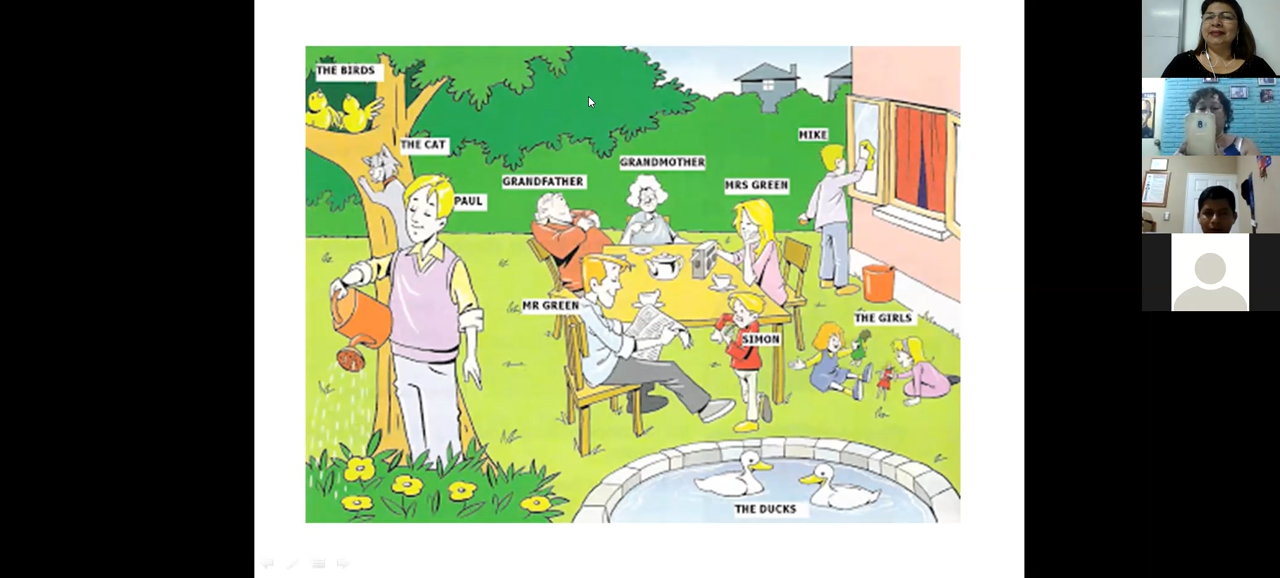 THE BIRDS
THE CAT
PAUL
GRANDFATHER
GRANDMOTHER
MRS GREEN
MIKE
MR GREEN
SIMON
THE GIRLS
THE DUCKS